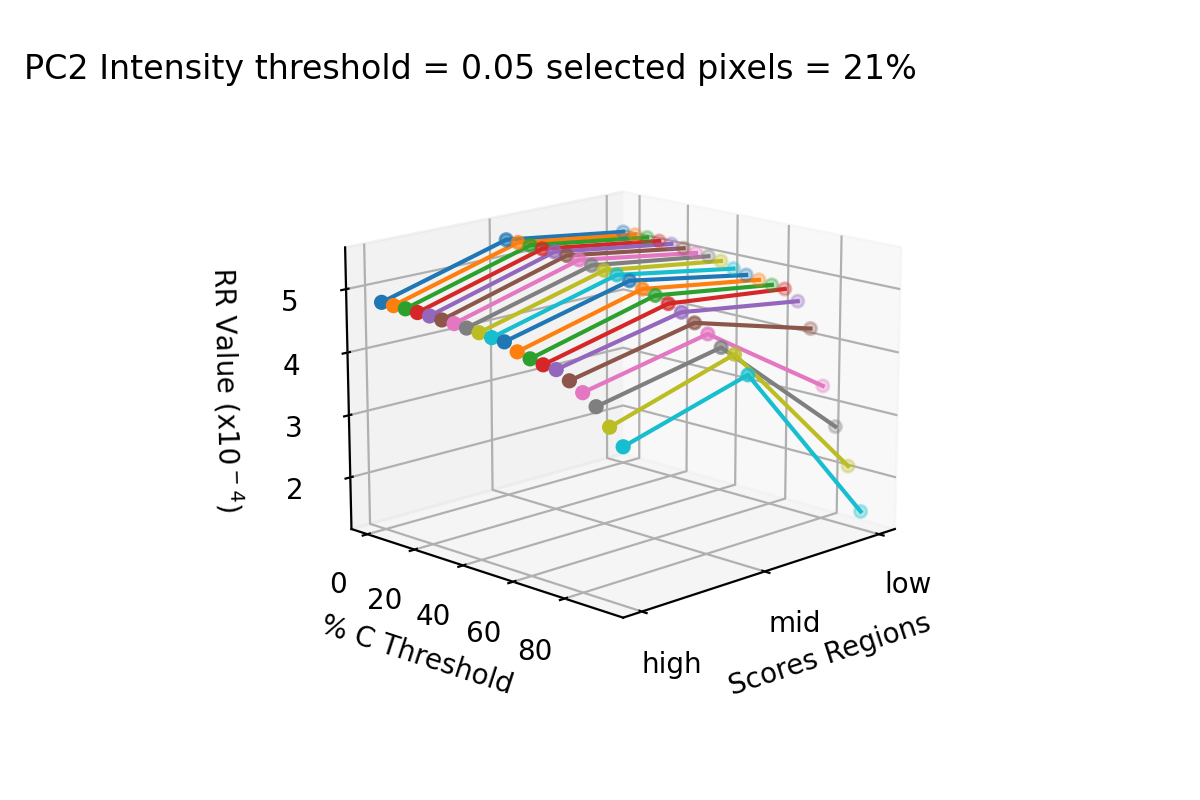 PC2 Intensity threshold = 0.05 selected pixels = 21%
RR Value (x10⁻⁴)
5
4
3
2
0
20
40
60
80
% C Threshold
high
mid
low
Scores Regions